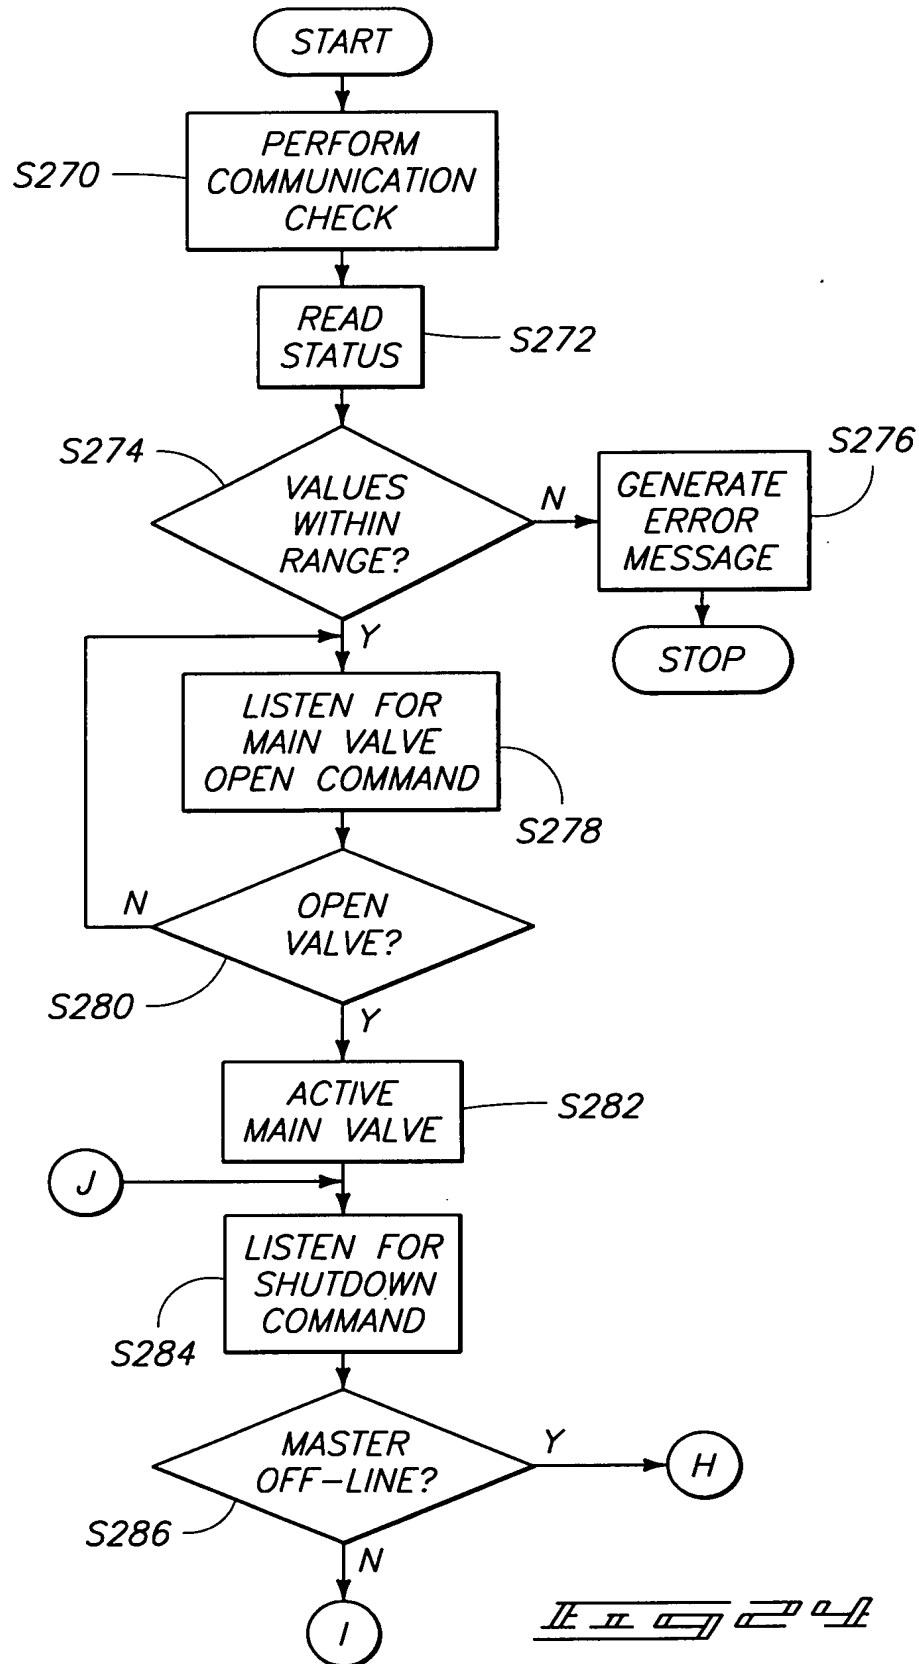 START
S270
PERFORM
COMMUNICATION
CHECK
READ
STATUS
S272
S274
VALUES
WITHIN
RANGE?
N
S276
GENERATE
ERROR
MESSAGE
STOP
Y
LISTEN FOR
MAIN VALVE
OPEN COMMAND
S278
N
OPEN
VALVE?
S280
Y
ACTIVE
MAIN VALVE
S282
J
LISTEN FOR
SHUTDOWN
COMMAND
S284
MASTER
OFF-LINE?
Y
H
S286
N
I
FIG 24